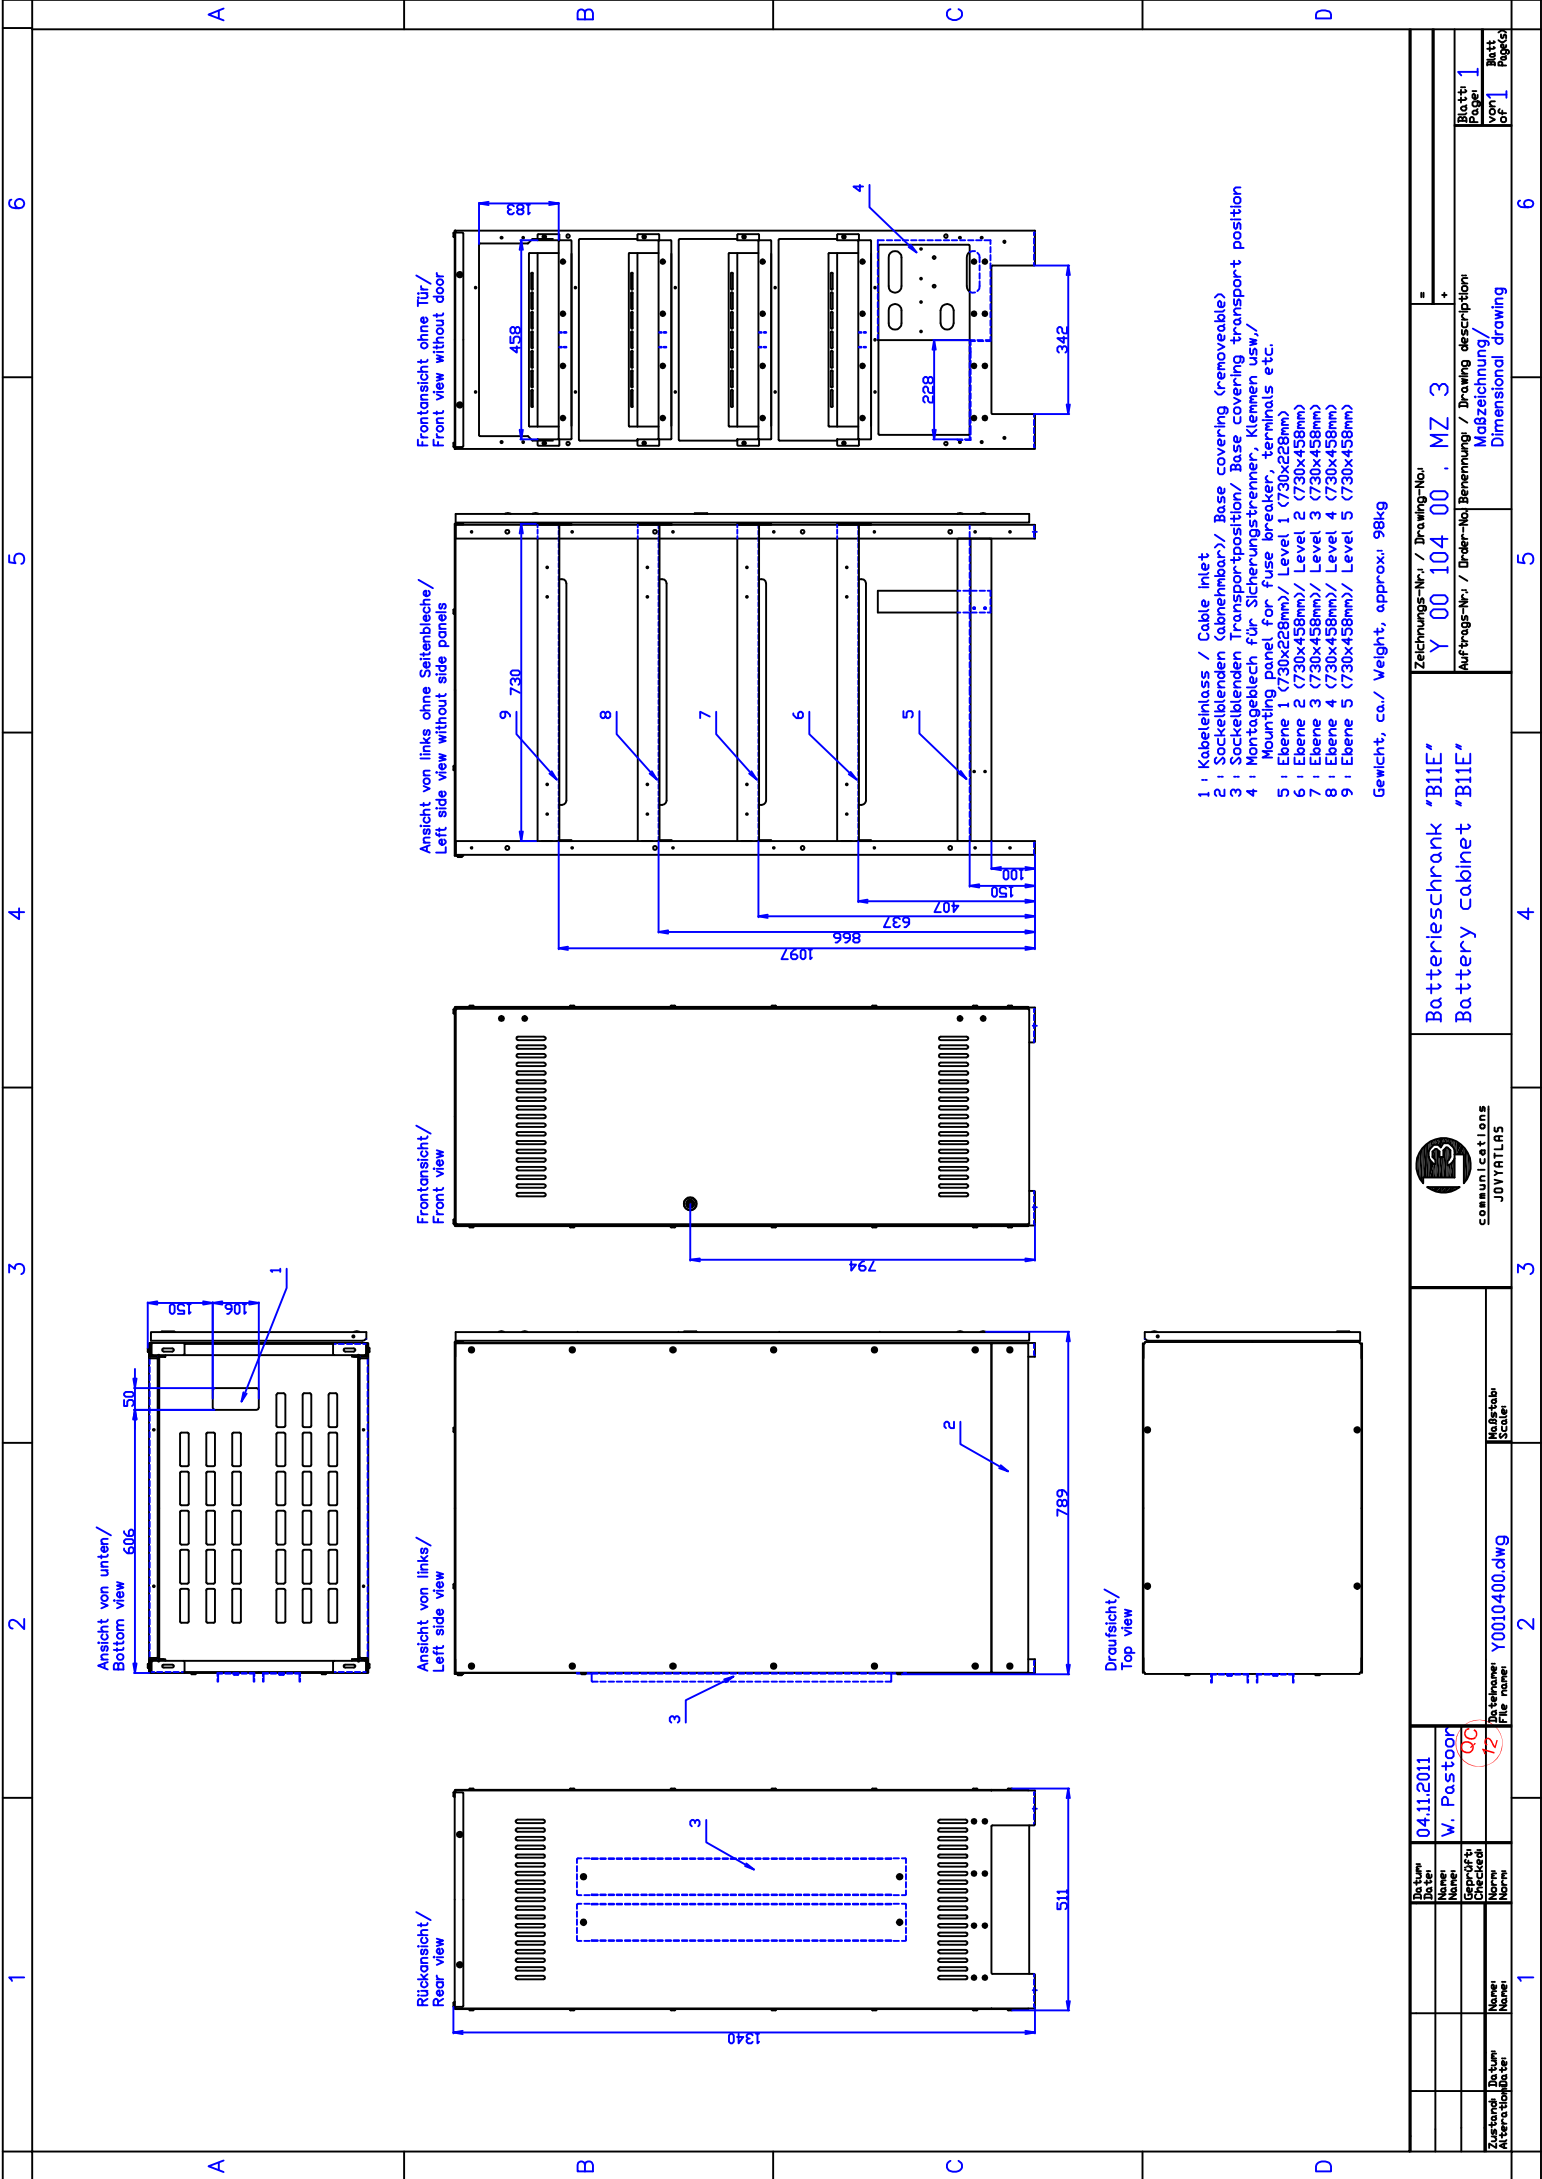 1
2
3
4
5
6
A
B
C
D
Ansicht von unten/
Bottom view
606
50
150
106
1
Rückansicht/
Rear view
3
1340
511
Ansicht von links/
Left side view
2
3
789
Frontansicht/
Front view
794
Ansicht von links ohne Seitenbleche/
Left side view without side panels
730
9
8
7
6
5
1097
866
637
407
150
100
Frontansicht ohne Tür/
Front view without door
458
183
4
228
342
Draufsicht/
Top view
1 : Kabeleinlass / Cable inlet
2 : Sockelblenden (abnehmbar)/ Base covering (removeable)
3 : Sockelblenden Transportposition/ Base covering transport position
4 : Montageblech für Sicherungstrenner, Klemmen usw./
Mounting panel for fuse breaker, terminals etc.
5 : Ebene 1 (730x228mm)/ Level 1 (730x228mm)
6 : Ebene 2 (730x458mm)/ Level 2 (730x458mm)
7 : Ebene 3 (730x458mm)/ Level 3 (730x458mm)
8 : Ebene 4 (730x458mm)/ Level 4 (730x458mm)
9 : Ebene 5 (730x458mm)/ Level 5 (730x458mm)
Gewicht, ca./ Weight, approx.: 98kg
Zustand:
Alteration
Datum:
Date:
Name:
Name:
Datum:
Date:
04.11.2011
Name:
Name:
W. Pastoor
Geprüft:
Checked:
QC
12
Norm:
Norm:
Dateiname:
File name:
Y0010400.dwg
Maßstab:
Scale:
L3
communications
JOVYATLAS
Batterieschrank "B11E"
Battery cabinet "B11E"
Zeichnungs-Nr.: / Drawing-No.:
Y 00 104 00 . MZ 3
=
+
Auftrags-Nr.: / Order-No.:
Benennung: / Drawing description:
Maßzeichnung/
Dimensional drawing
Blatt:
Page:
1
von
of
1
Blatt
Page(s)
1
2
3
4
5
6
A
B
C
D